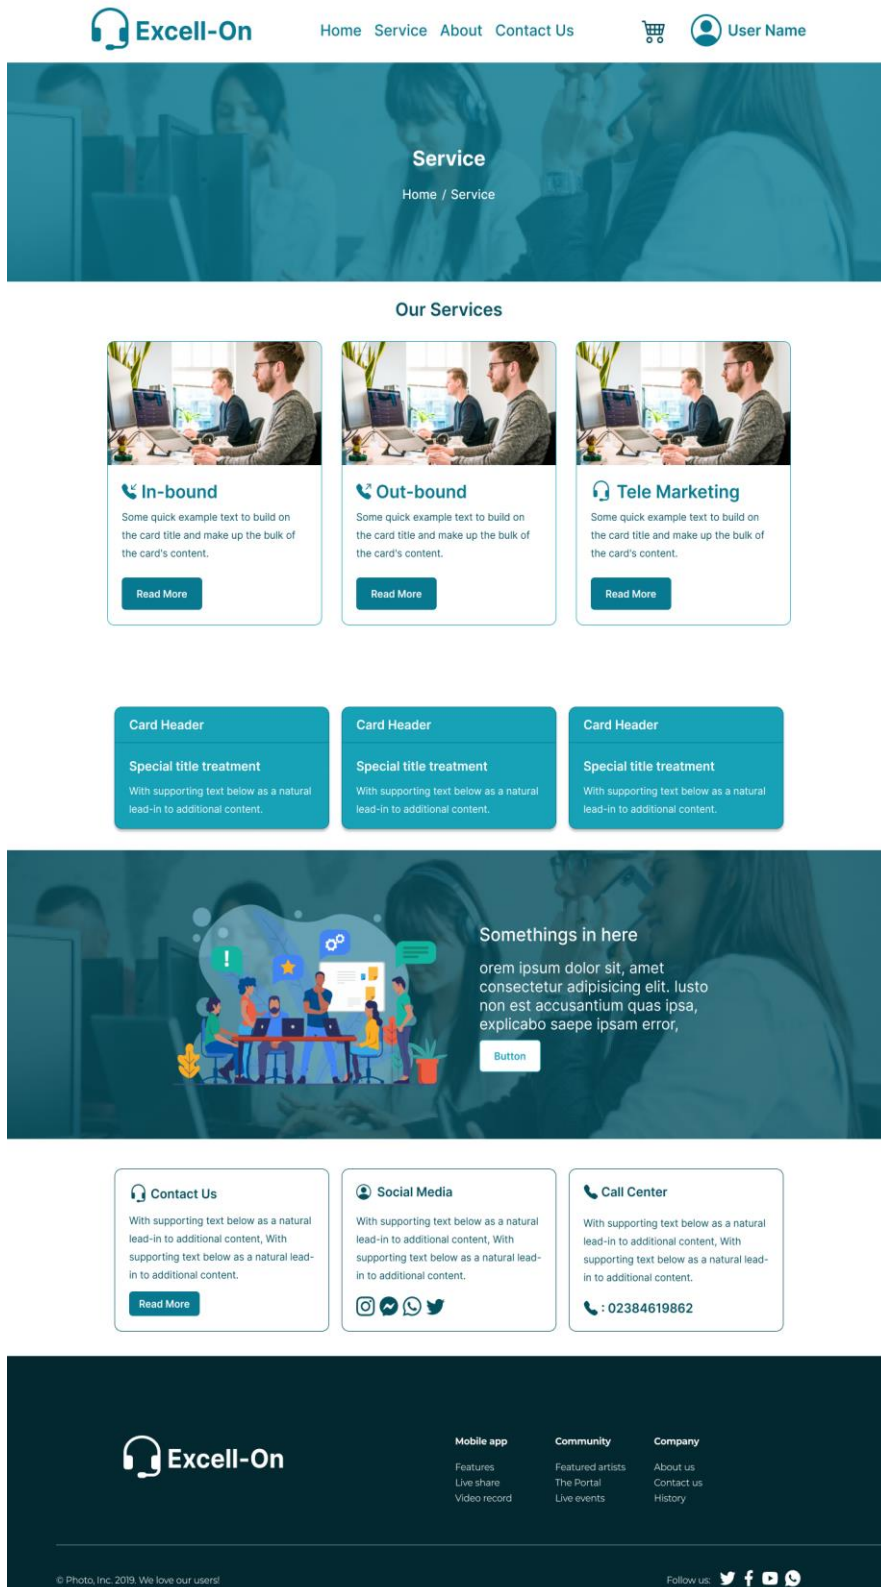 Excell-On
Home Service About Contact Us
User Name
Service
Home / Service
Our Services
In-bound
Some quick example text to build on
the card title and make up the bulk of
the card's content.
Read More
Out-bound
Some quick example text to build on
the card title and make up the bulk of
the card's content.
Read More
Tele Marketing
Some quick example text to build on
the card title and make up the bulk of
the card's content.
Read More
Card Header
Special title treatment
With supporting text below as a natural
lead-in to additional content.
Card Header
Special title treatment
With supporting text below as a natural
lead-in to additional content.
Card Header
Special title treatment
With supporting text below as a natural
lead-in to additional content.
Somethings in here
orem ipsum dolor sit, amet
consectetur adipisicing elit. Iusto
non est accusantium quas ipsa,
explicabo saepe ipsam error,
Button
Contact Us
With supporting text below as a natural
lead-in to additional content, With
supporting text below as a natural lead-
in to additional content.
Read More
Social Media
With supporting text below as a natural
lead-in to additional content, With
supporting text below as a natural lead-
in to additional content.
Call Center
With supporting text below as a natural
lead-in to additional content, With
supporting text below as a natural lead-
in to additional content.
: 02384619862
Excell-On
Mobile app
Features
Live share
Video record
Community
Featured artists
The Portal
Live events
Company
About us
Contact us
History
© Photo, Inc. 2019. We love our users!
Follow us: